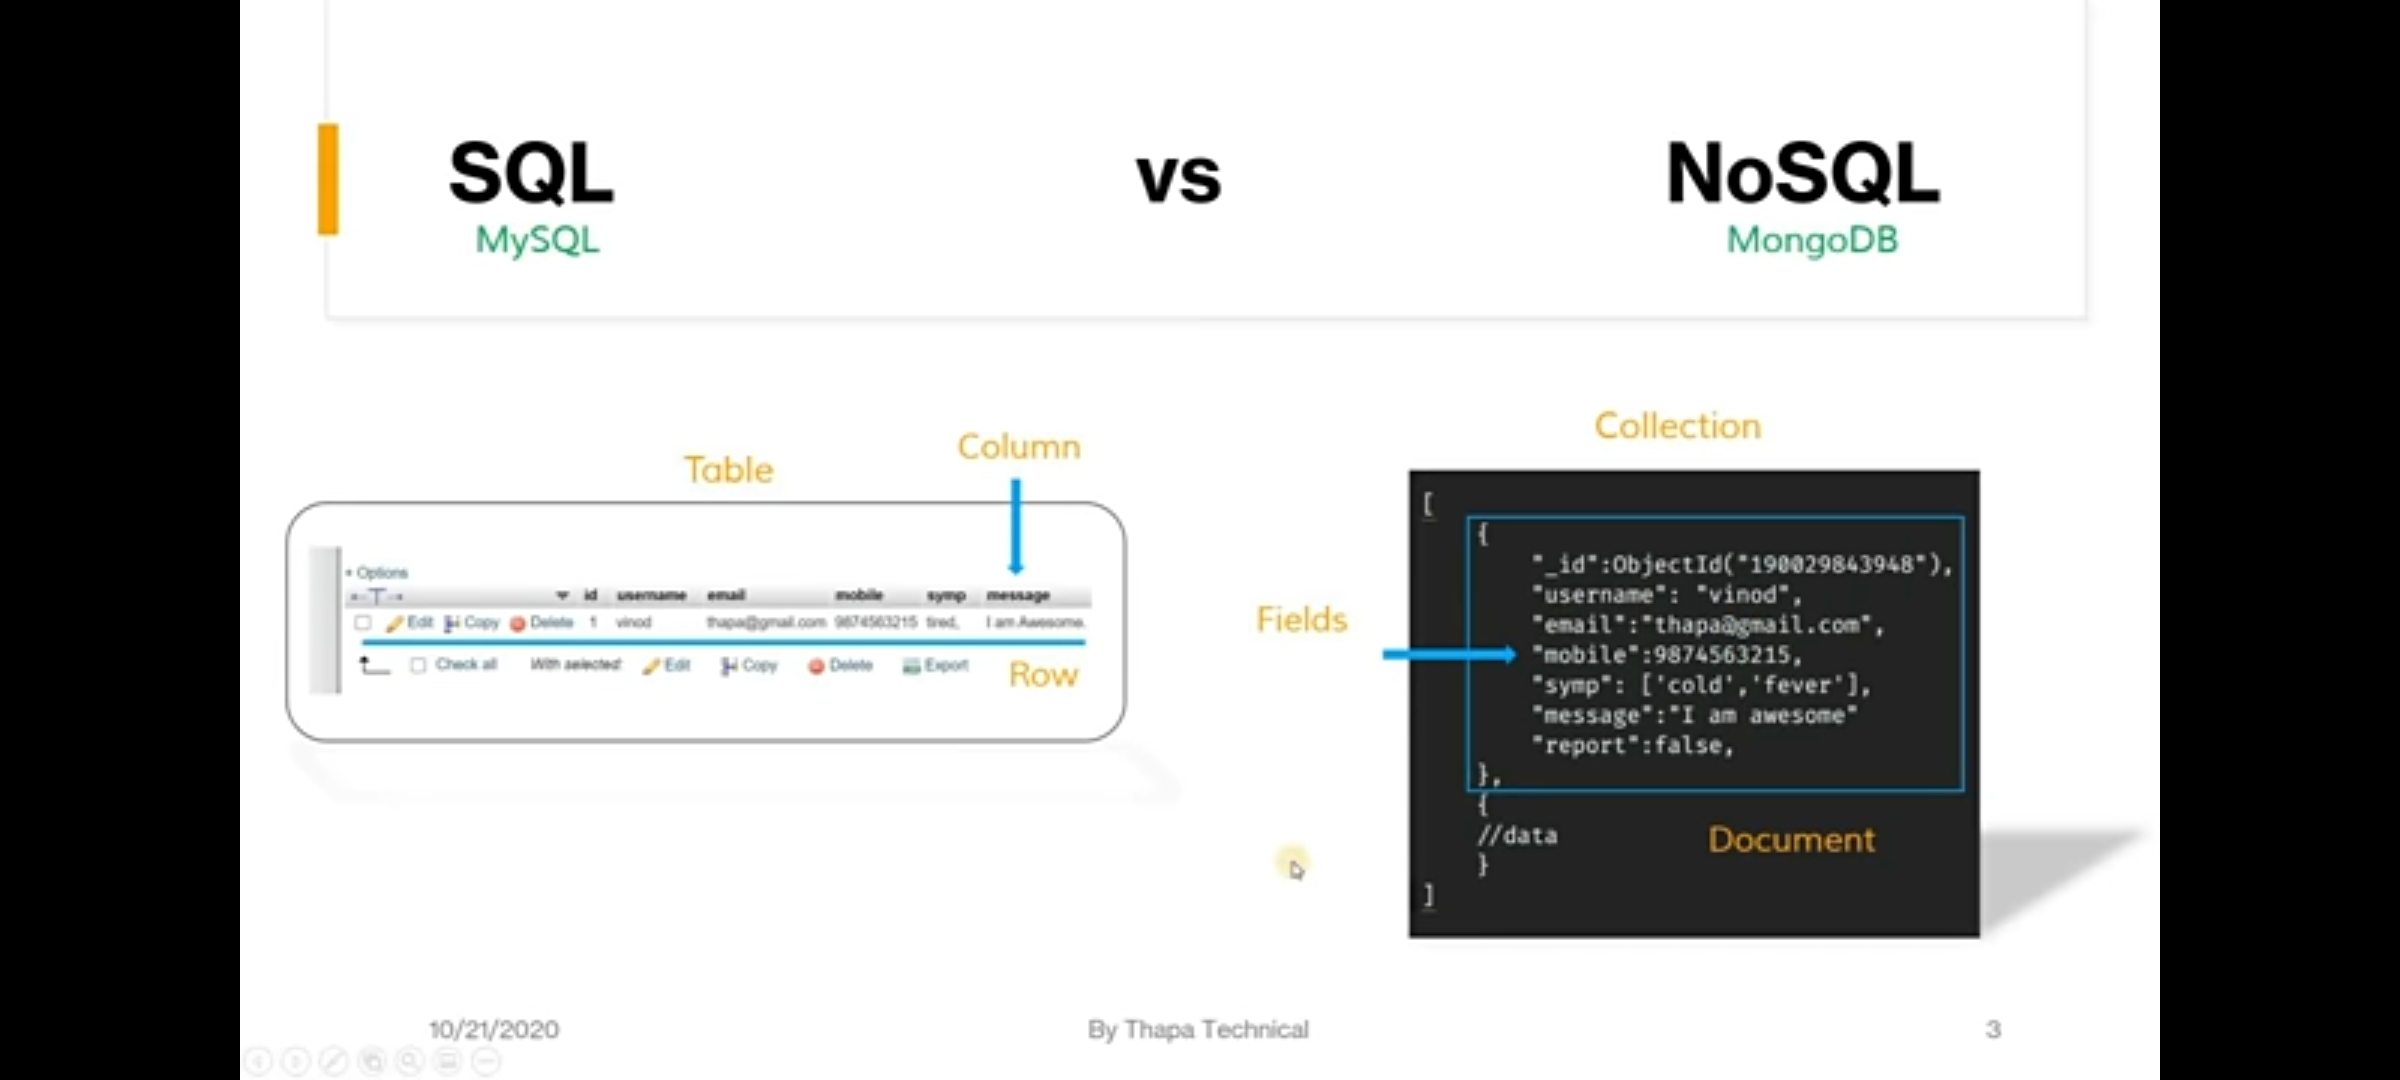 SQL vs NoSQL
MySQL MongoDB
Table
Column
Options
id username email mobile symp message
Edit Copy Delete 1 vinod thapa@gmail.com 9874563215 tired, I am Awesome.
Check all With selected: Edit Copy Delete Export
Row
Collection
Fields
[
{
"_id":ObjectId("190029843948"),
"username": "vinod",
"email":"thapa@gmail.com",
"mobile":9874563215,
"symp": ['cold','fever'],
"message":"I am awesome"
"report":false,
},
{
//data
}
]
Document
10/21/2020 By Thapa Technical 3